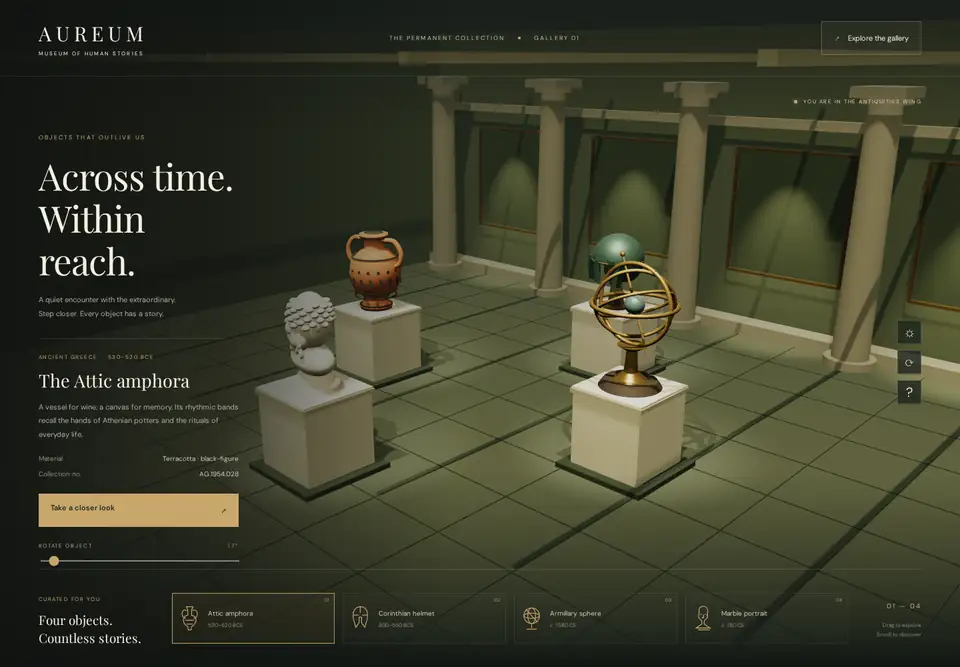 AUREUM
MUSEUM OF HUMAN STORIES
THE PERMANENT COLLECTION • GALLERY 01
Explore the gallery
YOU ARE IN THE ANTIQUITIES WING
OBJECTS THAT OUTLIVE US
Across time.
Within
reach.
A quiet encounter with the extraordinary.
Step closer. Every object has a story.
ANCIENT GREECE 530–520 BCE
The Attic amphora
A vessel for wine; a canvas for memory. Its rhythmic bands
recall the hands of Athenian potters and the rituals of
everyday life.
Material Terracotta · black-figure
Collection no. AG.1954.028
Take a closer look
ROTATE OBJECT 17°
?
CURATED FOR YOU
Four objects.
Countless stories.
01
Attic amphora
530–520 BCE
02
Corinthian helmet
03
Armillary sphere
c. 1580 CE
04
Marble portrait
01 — 04
Drag to explore
Scroll to discover